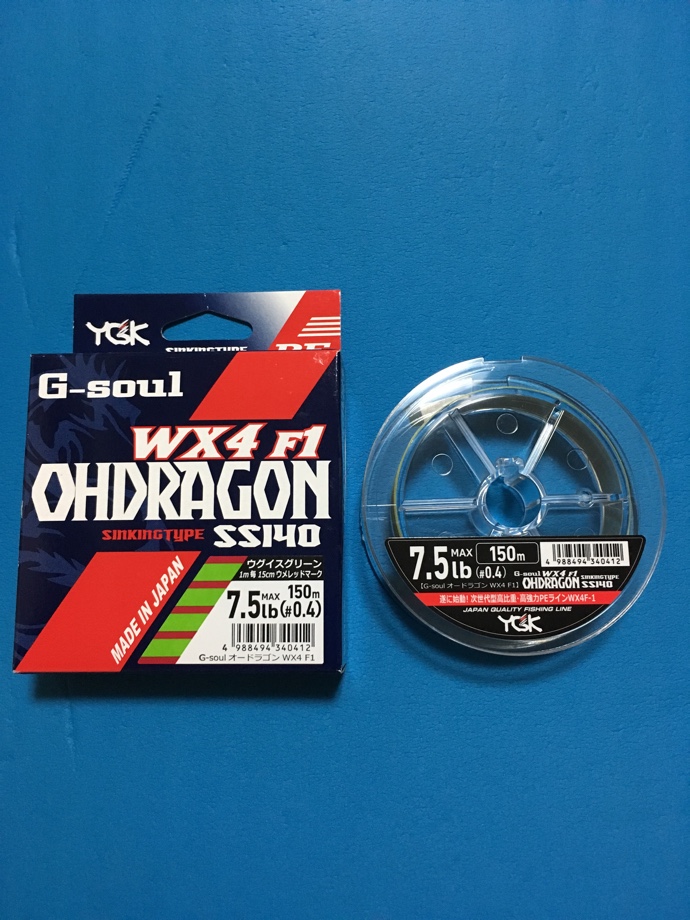 YGK
SINKINGTYPE
PE
G-soul
WX4 F1
OHDRAGON
SINKINGTYPE SS140
MADE IN JAPAN
ウグイスグリーン
1m毎 15cmウメレッドマーク
7.5lb MAX (#0.4) 150m
4 988494 340412
G-soul オードラゴン WX4 F1
7.5lb MAX (#0.4) 150m
4 988494 340412
G-soul WX4 F1
OHDRAGON SINKINGTYPE SS140
【G-soul オードラゴン WX4 F1】
遂に始動!次世代型高比重・高強力PEラインWX4F-1
JAPAN QUALITY FISHING LINE
YGK